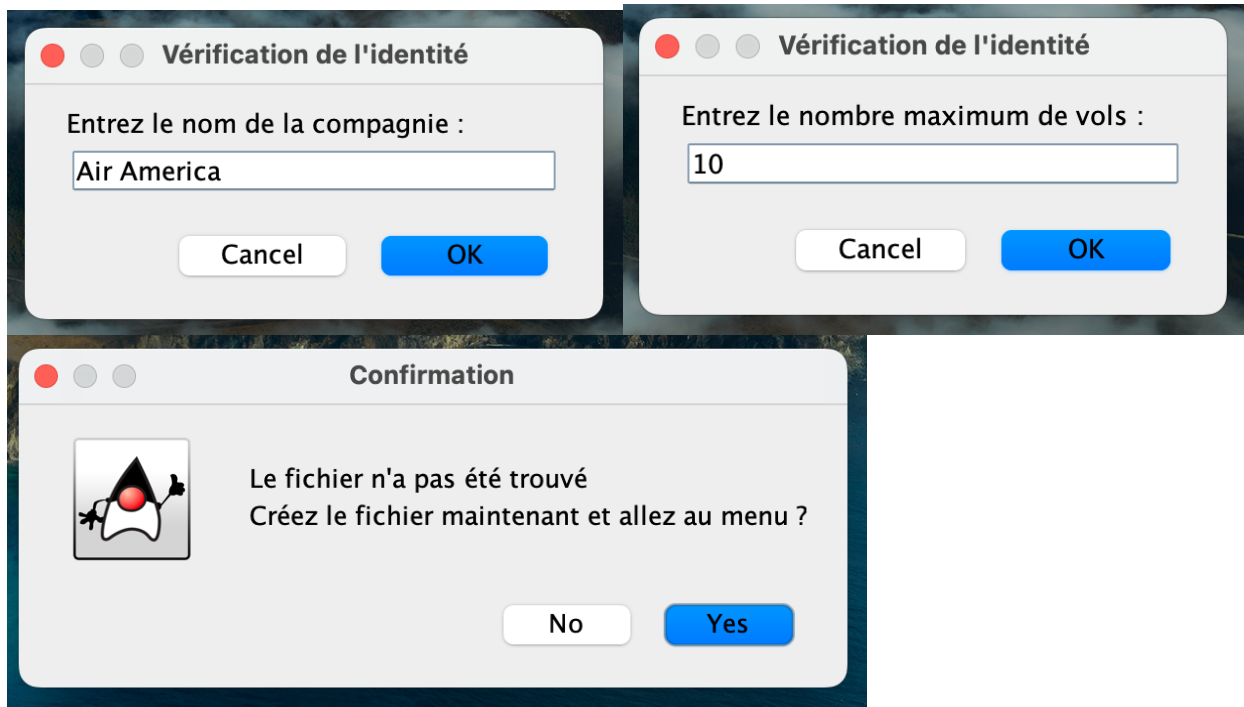 Vérification de l'identité
Entrez le nom de la compagnie :
Air America
Cancel
OK
Vérification de l'identité
Entrez le nombre maximum de vols :
10
Cancel
OK
Confirmation
Le fichier n'a pas été trouvé
Créez le fichier maintenant et allez au menu ?
No
Yes